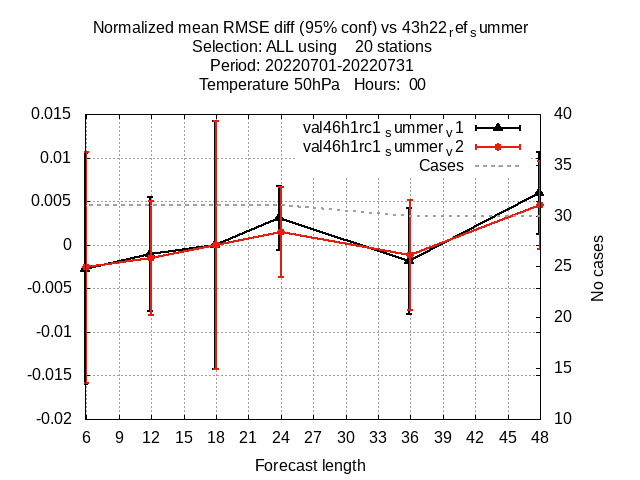 Normalized mean RMSE diff (95% conf) vs 43h22refsummer
Selection: ALL using 20 stations
Period: 20220701-20220731
Temperature 50hPa Hours: 00
val46h1rc1summerv1
val46h1rc1summerv2
Cases
0.015
0.01
0.005
0
-0.005
-0.01
-0.015
-0.02
40
35
30
25
20
15
10
No cases
6 9 12 15 18 21 24 27 30 33 36 39 42 45 48
Forecast length